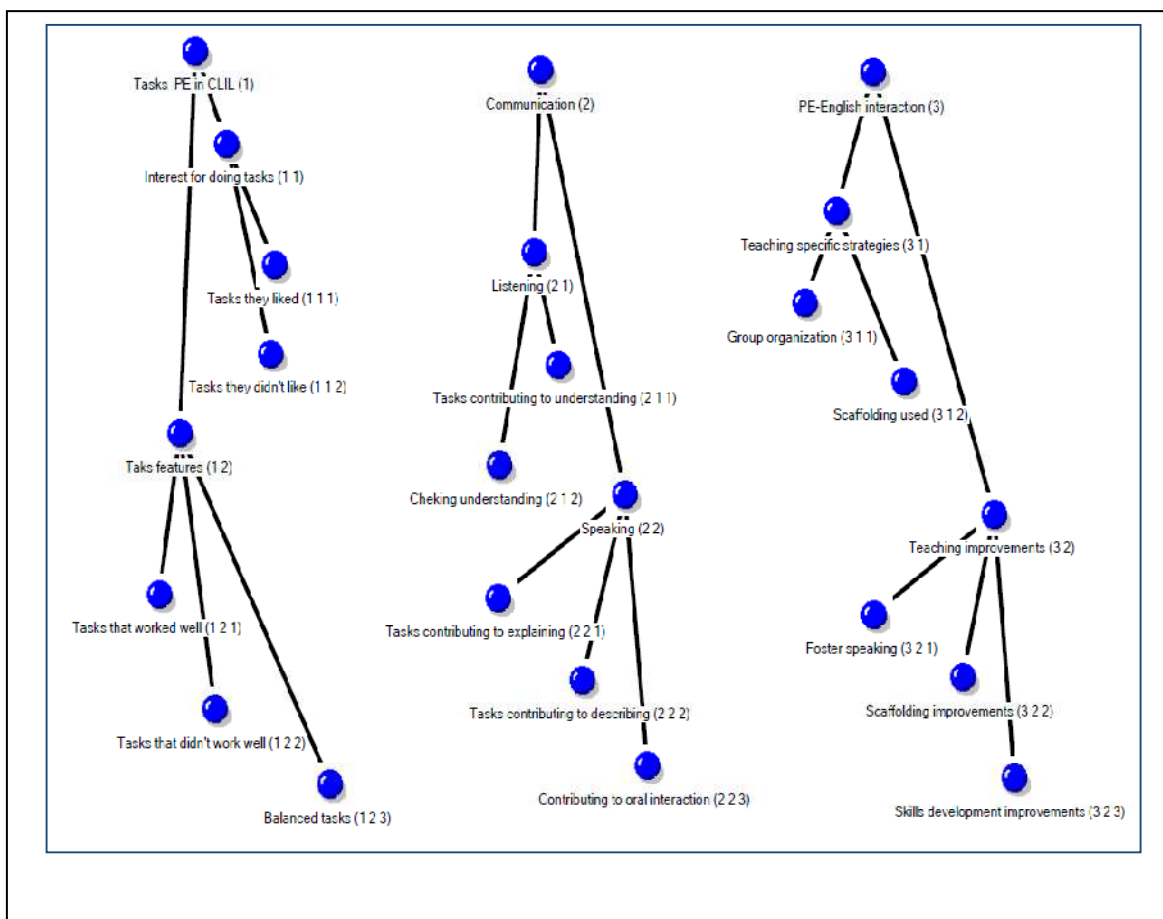 Tasks PE in CLIL (1)
Interest for doing tasks (1 1)
Tasks they liked (1 1 1)
Tasks they didn't like (1 1 2)
Taks features (1 2)
Tasks that worked well (1 2 1)
Tasks that didn't work well (1 2 2)
Balanced tasks (1 2 3)
Communication (2)
Listening (2 1)
Tasks contributing to understanding (2 1 1)
Cheking understanding (2 1 2)
Speaking (2 2)
Tasks contributing to explaining (2 2 1)
Tasks contributing to describing (2 2 2)
Contributing to oral interaction (2 2 3)
PE-English interaction (3)
Teaching specific strategies (3 1)
Group organization (3 1 1)
Scaffolding used (3 1 2)
Teaching improvements (3 2)
Foster speaking (3 2 1)
Scaffolding improvements (3 2 2)
Skills development improvements (3 2 3)